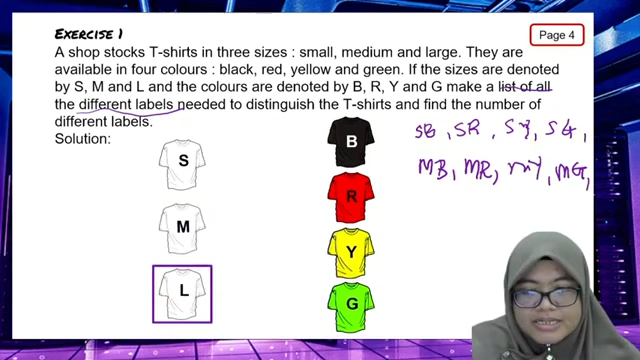 Exercise 1
Page 4
A shop stocks T-shirts in three sizes : small, medium and large. They are
available in four colours : black, red, yellow and green. If the sizes are denoted
by S, M and L and the colours are denoted by B, R, Y and G make a list of all
the different labels needed to distinguish the T-shirts and find the number of
different labels.
Solution:
SB, SR, SY, SG,
MB, MR, MY, MG,
S
B
M
R
L
Y
G